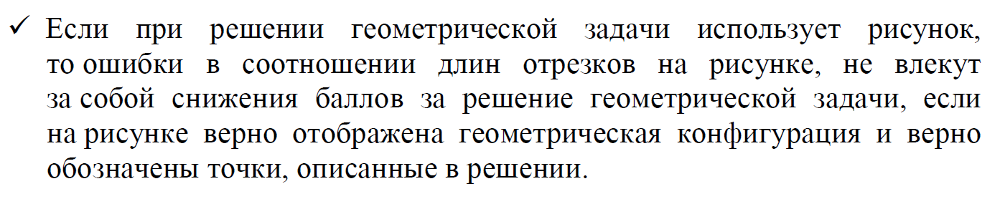 ✓ Если при решении геометрической задачи использует рисунок,
то ошибки в соотношении длин отрезков на рисунке, не влекут
за собой снижения баллов за решение геометрической задачи, если
на рисунке верно отображена геометрическая конфигурация и верно
обозначены точки, описанные в решении.